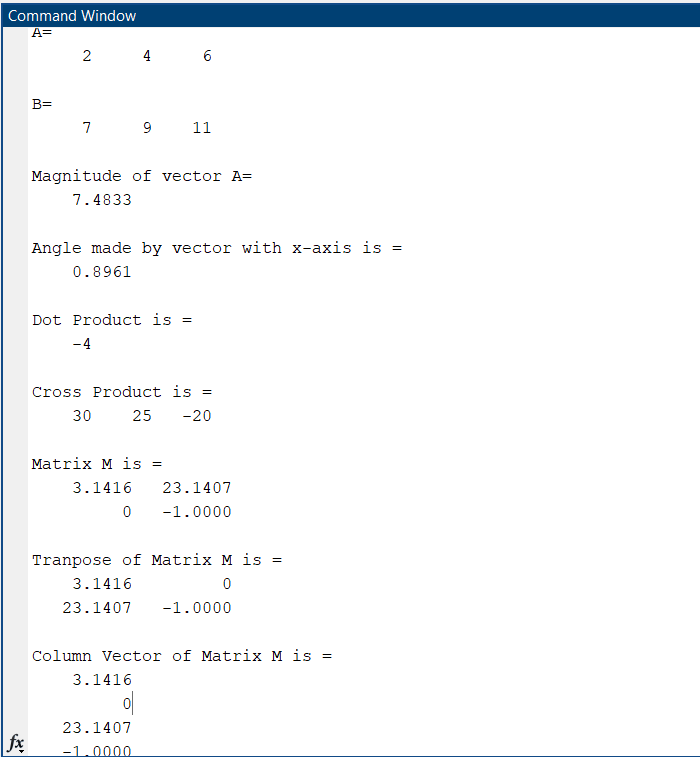 Command Window
A=
2 4 6
B=
7 9 11
Magnitude of vector A=
7.4833
Angle made by vector with x-axis is =
0.8961
Dot Product is =
-4
Cross Product is =
30 25 -20
Matrix M is =
3.1416 23.1407
0 -1.0000
Tranpose of Matrix M is =
3.1416 0
23.1407 -1.0000
Column Vector of Matrix M is =
3.1416
0
23.1407
-1.0000
fx